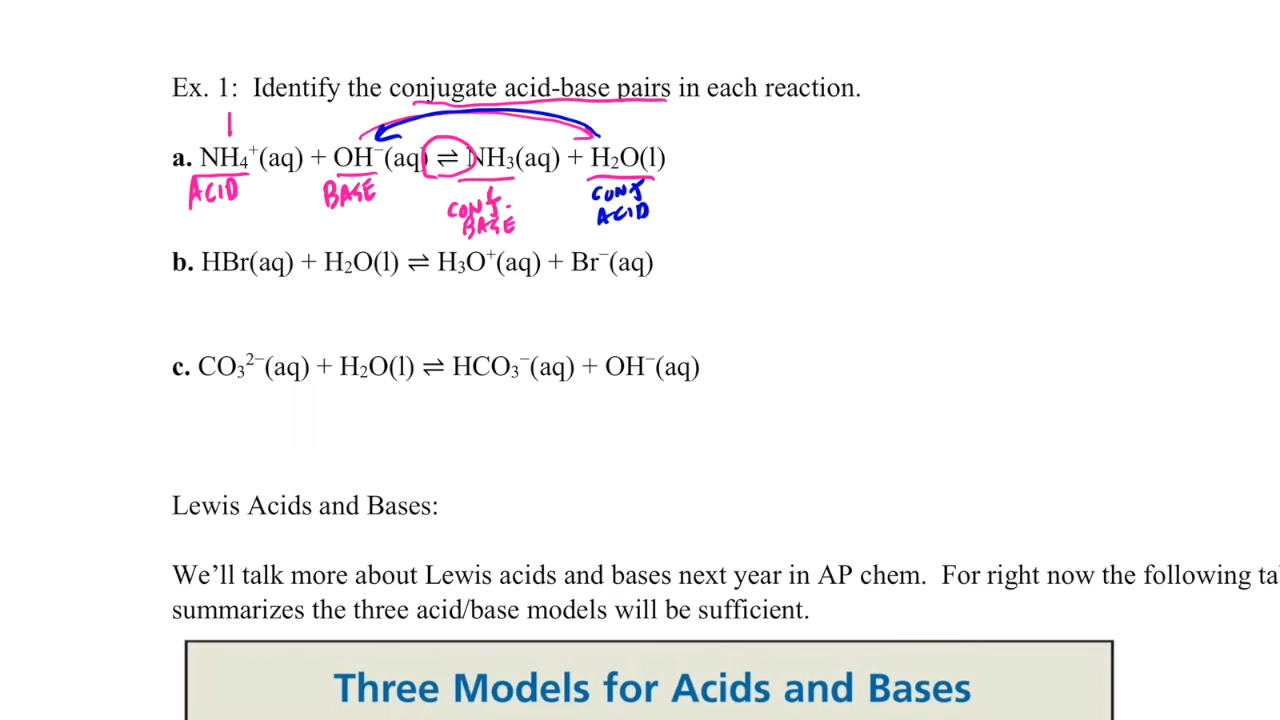 Ex. 1:  Identify the conjugate acid-base pairs in each reaction.
a. NH₄⁺(aq) + OH⁻(aq) ⇌ NH₃(aq) + H₂O(l)
ACID BASE CONJ. BASE CONJ ACID
b. HBr(aq) + H₂O(l) ⇌ H₃O⁺(aq) + Br⁻(aq)
c. CO₃²⁻(aq) + H₂O(l) ⇌ HCO₃⁻(aq) + OH⁻(aq)
Lewis Acids and Bases:
We’ll talk more about Lewis acids and bases next year in AP chem.  For right now the following ta
summarizes the three acid/base models will be sufficient.
Three Models for Acids and Bases